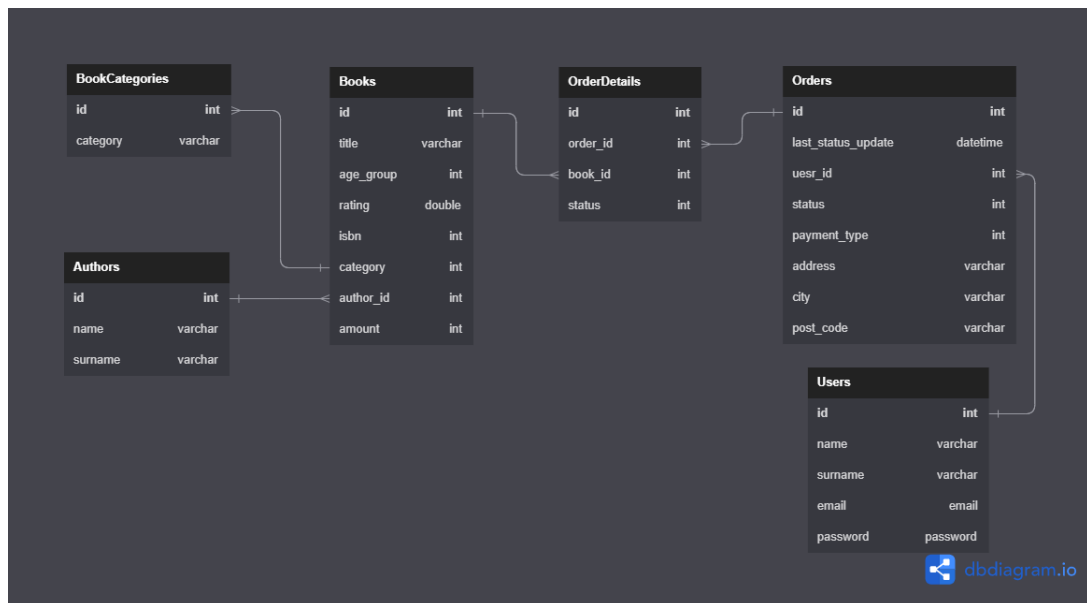 BookCategories
id int
category varchar
Authors
id int
name varchar
surname varchar
Books
id int
title varchar
age_group int
rating double
isbn int
category int
author_id int
amount int
OrderDetails
id int
order_id int
book_id int
status int
Orders
id int
last_status_update datetime
uesr_id int
status int
payment_type int
address varchar
city varchar
post_code varchar
Users
id int
name varchar
surname varchar
email email
password password
dbdiagram.io